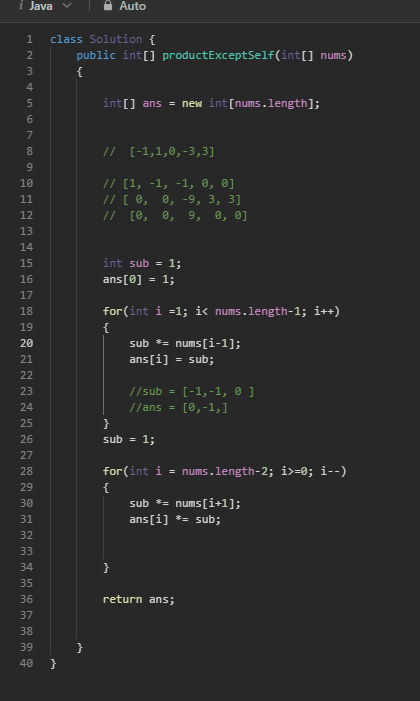 i Java Auto
1 class Solution {
2 public int[] productExceptSelf(int[] nums)
3 {
4
5 int[] ans = new int[nums.length];
6
7
8 // [-1,1,0,-3,3]
9
10 // [1, -1, -1, 0, 0]
11 // [ 0, 0, -9, 3, 3]
12 // [0, 0, 9, 0, 0]
13
14
15 int sub = 1;
16 ans[0] = 1;
17
18 for(int i =1; i< nums.length-1; i++)
19 {
20 sub *= nums[i-1];
21 ans[i] = sub;
22
23 //sub = [-1,-1, 0 ]
24 //ans = [0,-1,]
25 }
26 sub = 1;
27
28 for(int i = nums.length-2; i>=0; i--)
29 {
30 sub *= nums[i+1];
31 ans[i] *= sub;
32
33
34 }
35
36 return ans;
37
38
39 }
40 }